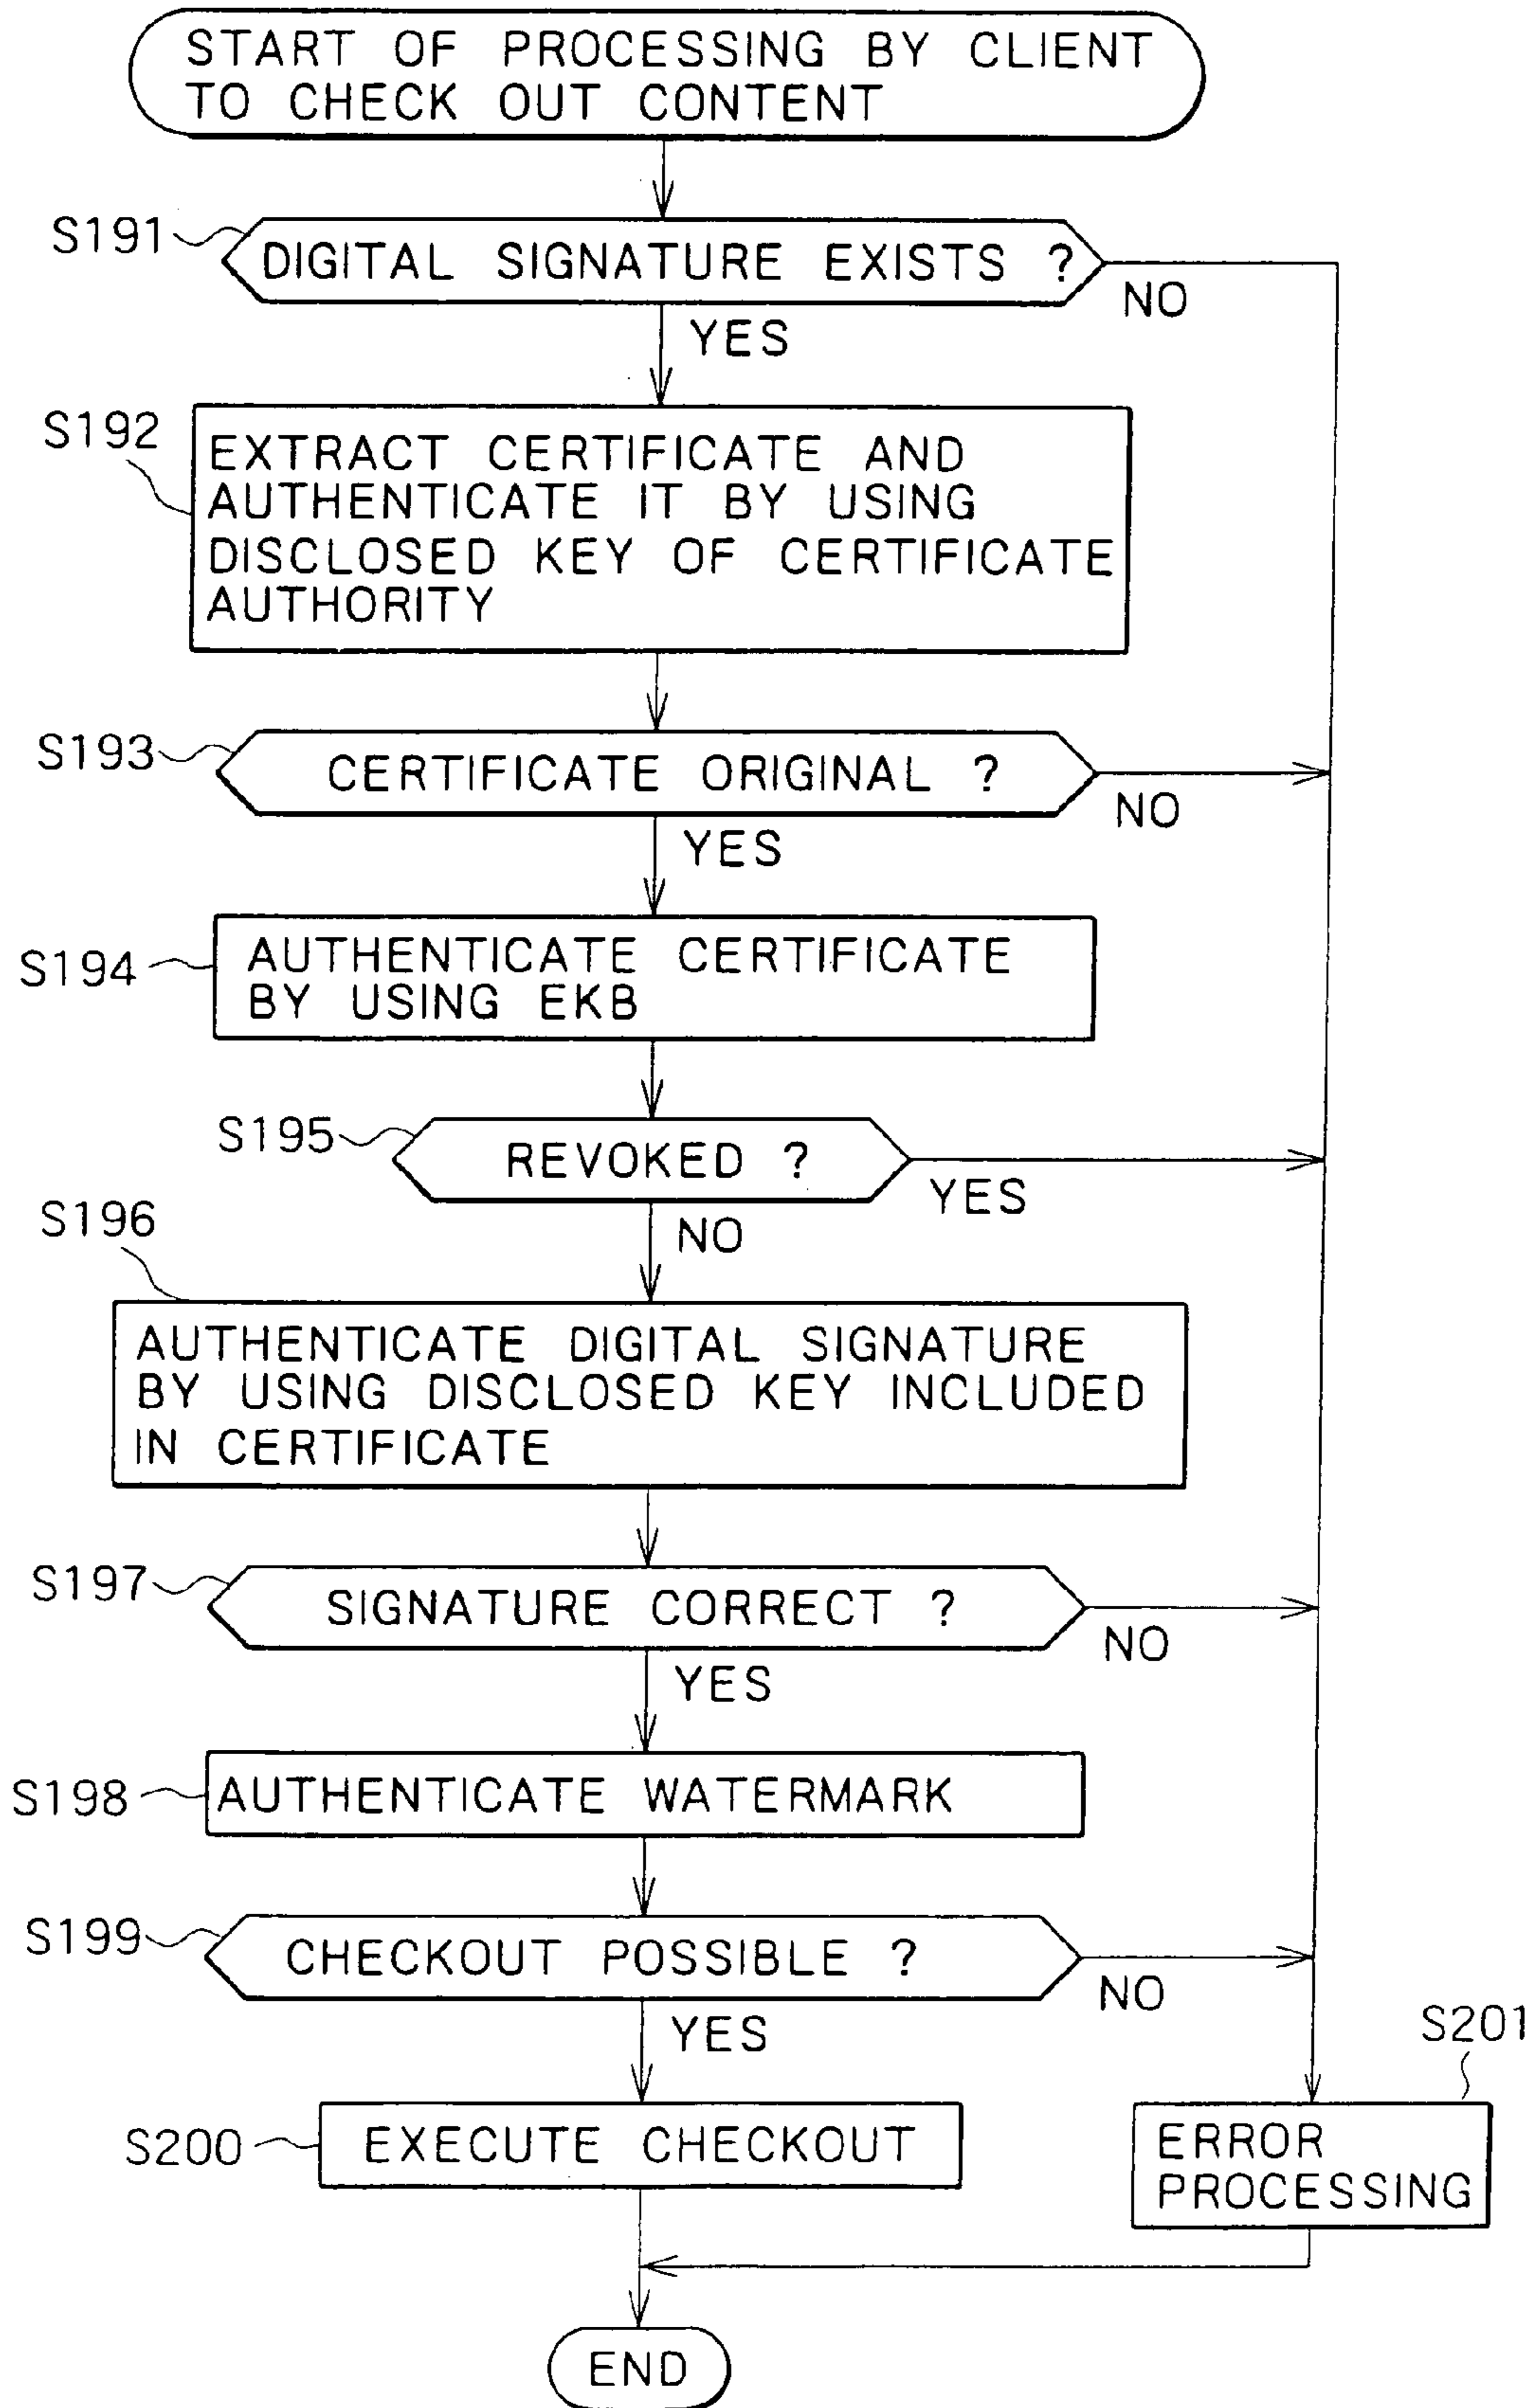 START OF PROCESSING BY CLIENT
TO CHECK OUT CONTENT
S191
DIGITAL SIGNATURE EXISTS ?
NO
YES
S192
EXTRACT CERTIFICATE AND
AUTHENTICATE IT BY USING
DISCLOSED KEY OF CERTIFICATE
AUTHORITY
S193
CERTIFICATE ORIGINAL ?
NO
YES
S194
AUTHENTICATE CERTIFICATE
BY USING EKB
S195
REVOKED ?
YES
NO
S196
AUTHENTICATE DIGITAL SIGNATURE
BY USING DISCLOSED KEY INCLUDED
IN CERTIFICATE
S197
SIGNATURE CORRECT ?
NO
YES
S198
AUTHENTICATE WATERMARK
S199
CHECKOUT POSSIBLE ?
NO
YES
S201
S200
EXECUTE CHECKOUT
ERROR
PROCESSING
END